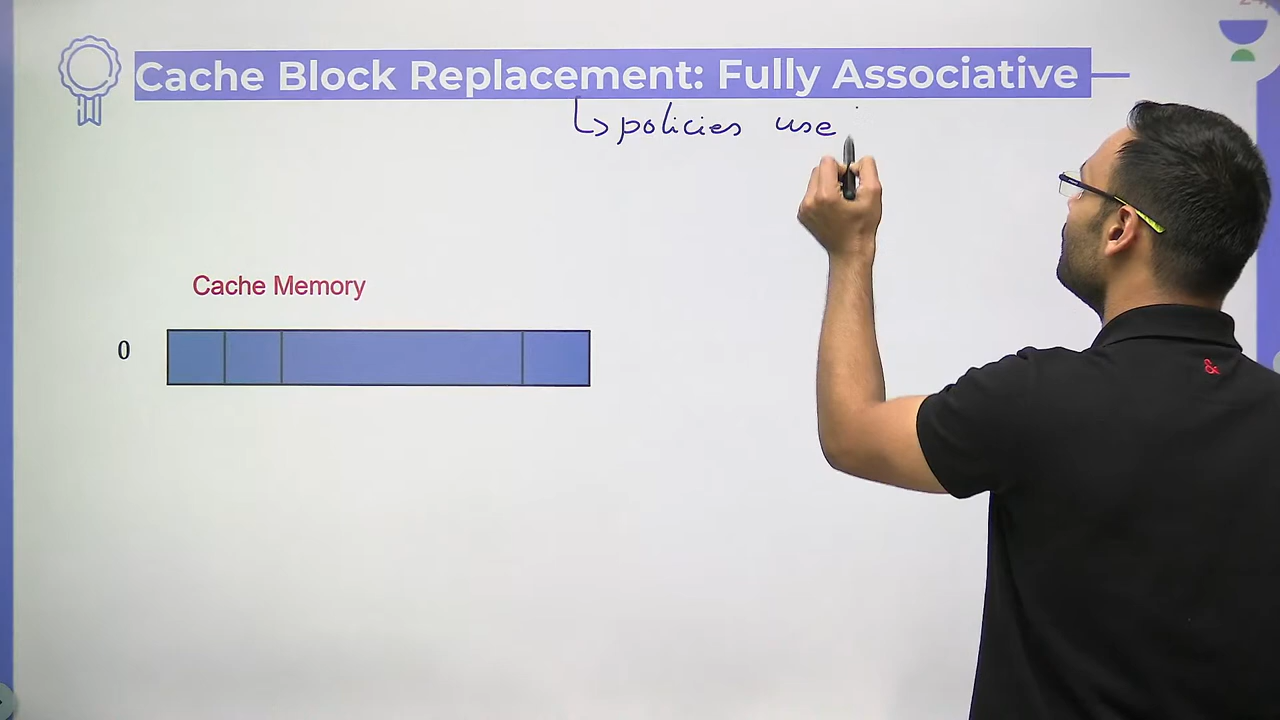 Cache Block Replacement: Fully Associative
↳ policies use
Cache Memory
0